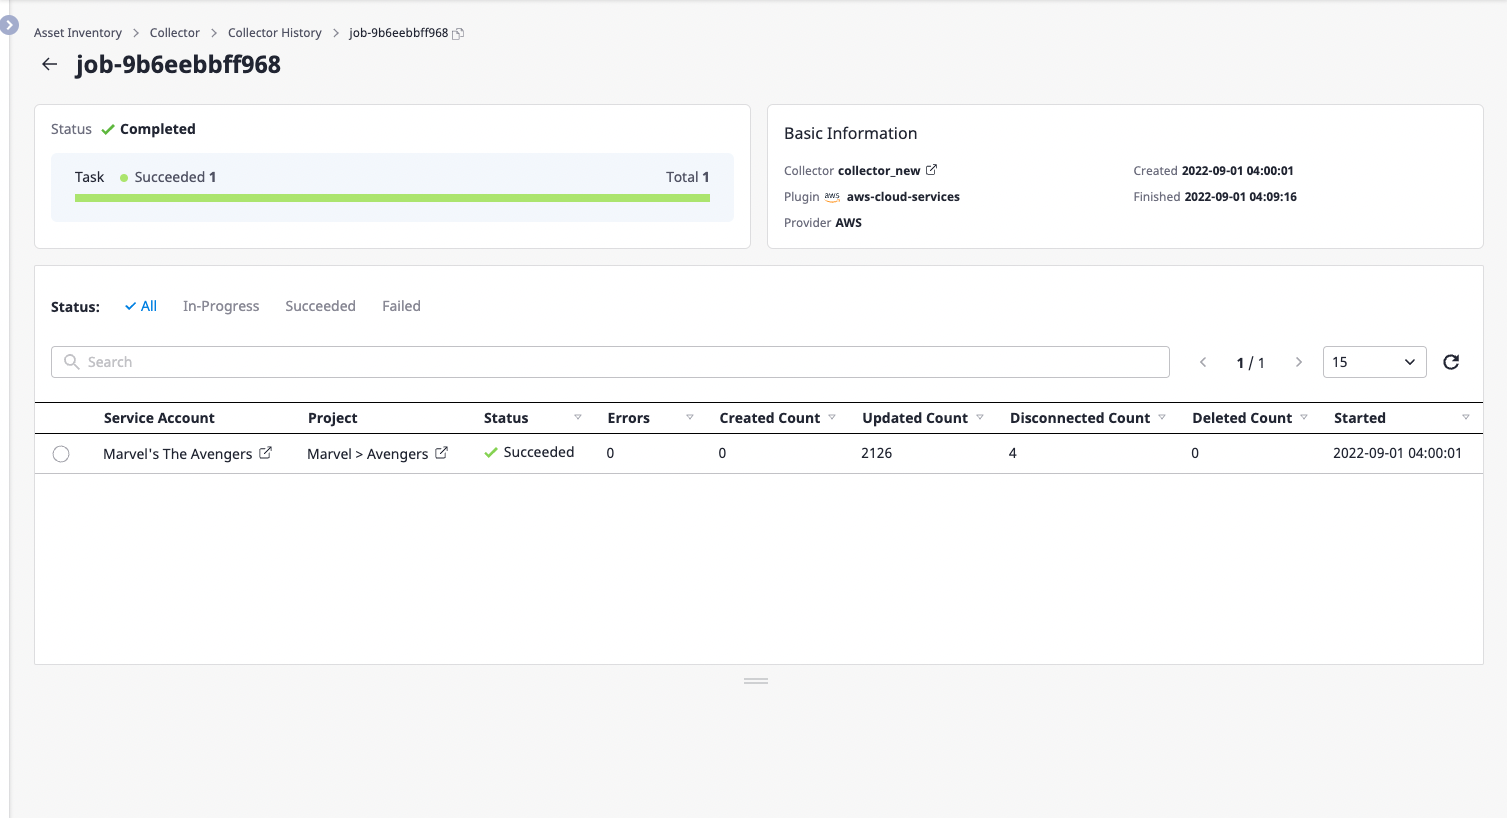 Asset Inventory > Collector > Collector History > job-9b6eebbff968
job-9b6eebbff968
Status Completed
Task Succeeded 1 Total 1
Basic Information
Collector collector_new Created 2022-09-01 04:00:01
Plugin aws aws-cloud-services Finished 2022-09-01 04:09:16
Provider AWS
Status: All In-Progress Succeeded Failed
Search 1 / 1 15
Service Account Project Status Errors Created Count Updated Count Disconnected Count Deleted Count Started
Marvel's The Avengers Marvel > Avengers Succeeded 0 0 2126 4 0 2022-09-01 04:00:01